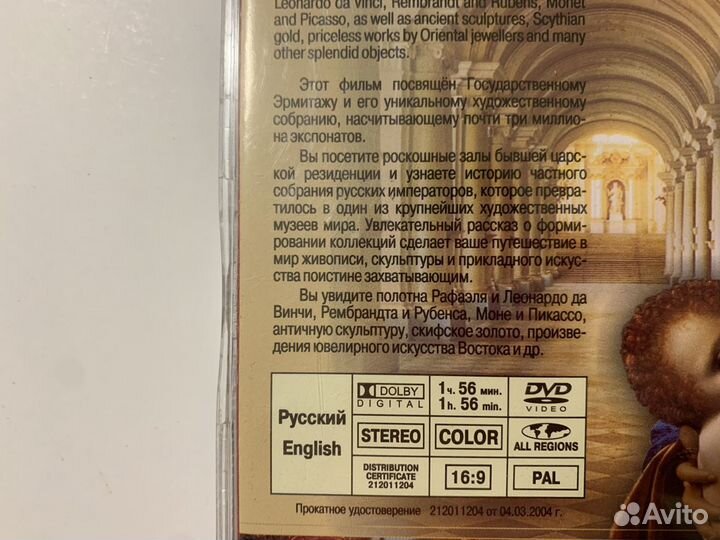 Leonardo da Vinci, Rembrandt and Rubens, Monet
and Picasso, as well as ancient sculptures, Scythian
gold, priceless works by Oriental jewellers and many
other splendid objects.
Этот фильм посвящён Государственному
Эрмитажу и его уникальному художественному
собранию, насчитывающему почти три миллио-
на экспонатов.
Вы посетите роскошные залы бывшей царс-
кой резиденции и узнаете историю частного
собрания русских императоров, которое превра-
тилось в один из крупнейших художественных
музеев мира. Увлекательный рассказ о форми-
ровании коллекций сделает ваше путешествие в
мир живописи, скульптуры и прикладного искус-
ства поистине захватывающим.
Вы увидите полотна Рафаэля и Леонардо да
Винчи, Рембрандта и Рубенса, Моне и Пикассо,
античную скульптуру, скифское золото, произве-
дения ювелирного искусства Востока и др.
Русский
English
DOLBY
DIGITAL
1 ч. 56 мин.
1 h. 56 min.
DVD
VIDEO
STEREO
COLOR
ALL REGIONS
DISTRIBUTION
CERTIFICATE
212011204
16:9
PAL
Прокатное удостоверение 212011204 от 04.03.2004 г.
Avito